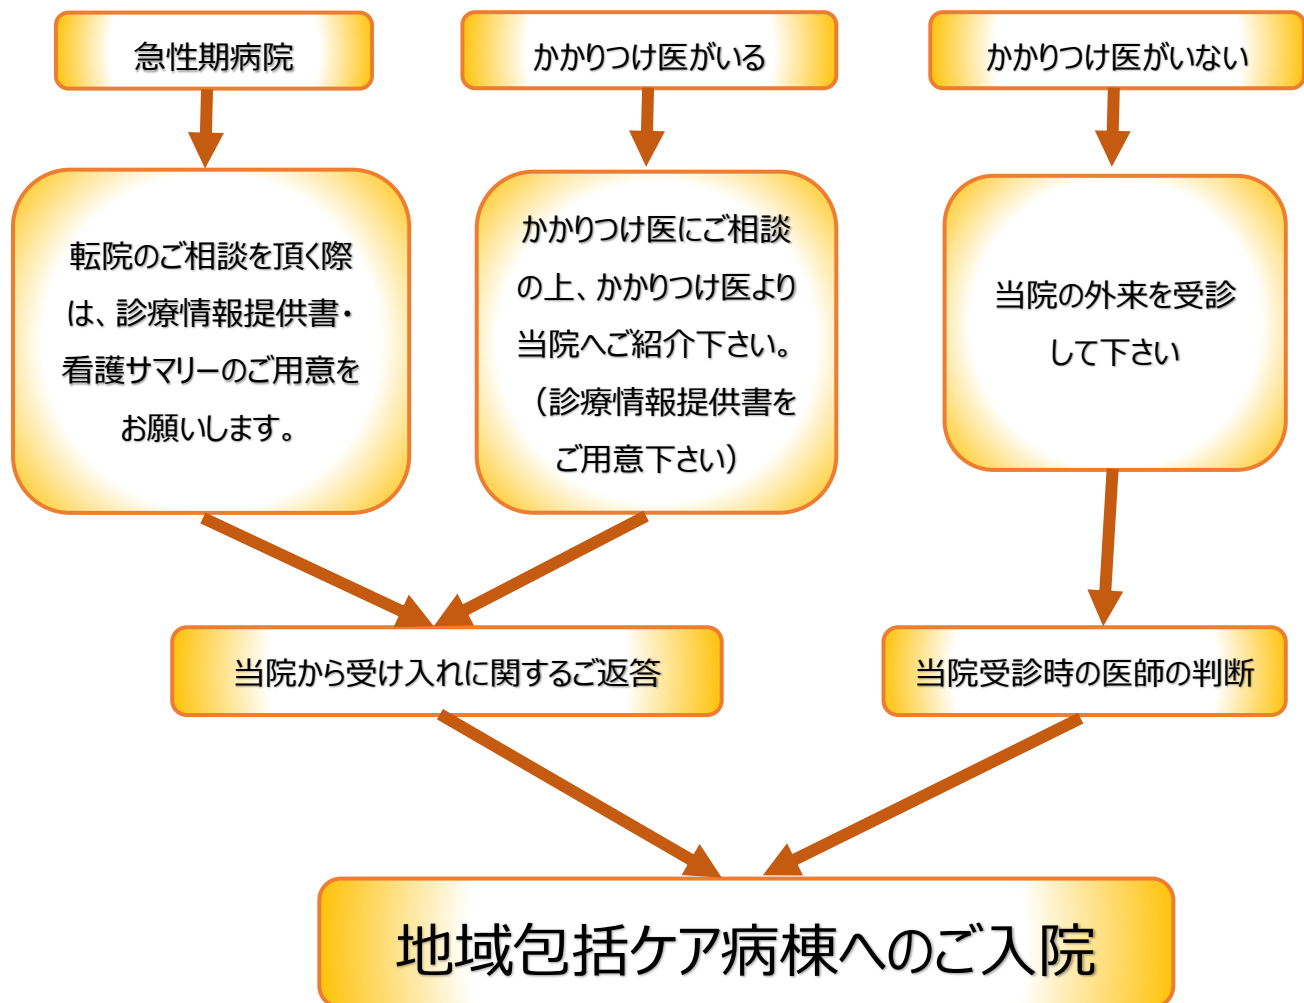 急性期病院
かかりつけ医がいる
かかりつけ医がいない
転院のご相談を頂く際
は、診療情報提供書・
看護サマリーのご用意を
お願いします。
かかりつけ医にご相談
の上、かかりつけ医より
当院へご紹介下さい。
（診療情報提供書を
ご用意下さい）
当院の外来を受診
して下さい
当院から受け入れに関するご返答
当院受診時の医師の判断
地域包括ケア病棟へのご入院